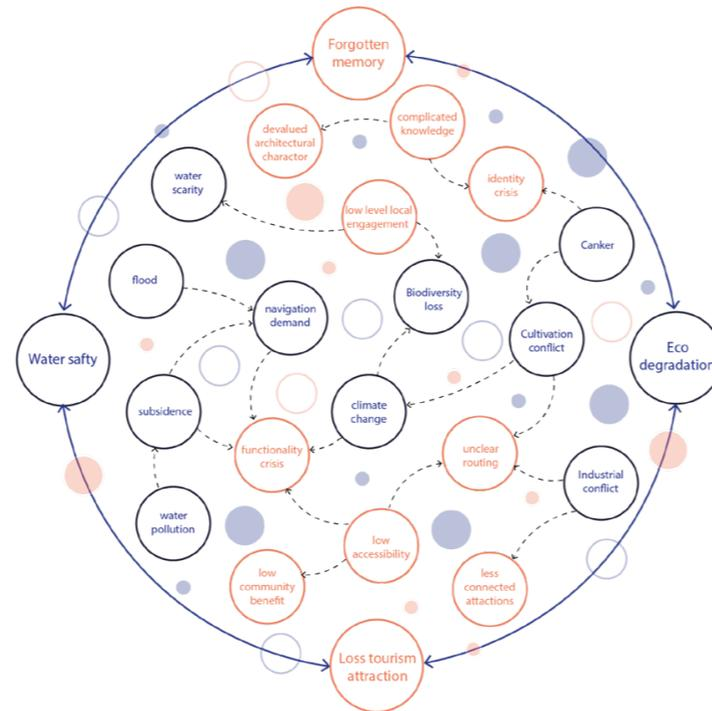 Forgotten
memory
complicated
knowledge
devalued
architectural
charactor
water
scarity
identity
crisis
low level local
engagement
Canker
flood
Biodiversity
loss
navigation
demand
Cultivation
conflict
Water safty
Eco
degradation
subsidence
climate
change
functionality
crisis
unclear
routing
Industrial
conflict
water
pollution
low
accessibility
low
community
benefit
less
connected
attactions
Loss tourism
attraction